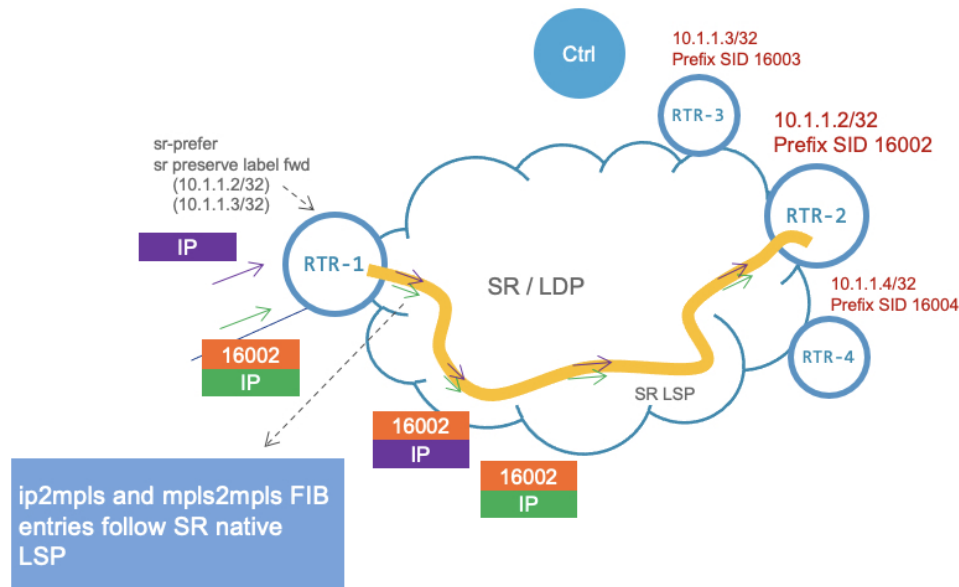 Ctrl
10.1.1.3/32
Prefix SID 16003
RTR-3
10.1.1.2/32
Prefix SID 16002
RTR-2
sr-prefer
sr preserve label fwd
(10.1.1.2/32)
(10.1.1.3/32)
IP
RTR-1
SR / LDP
10.1.1.4/32
Prefix SID 16004
RTR-4
16002
IP
SR LSP
16002
IP
16002
IP
ip2mpls and mpls2mpls FIB
entries follow SR native
LSP